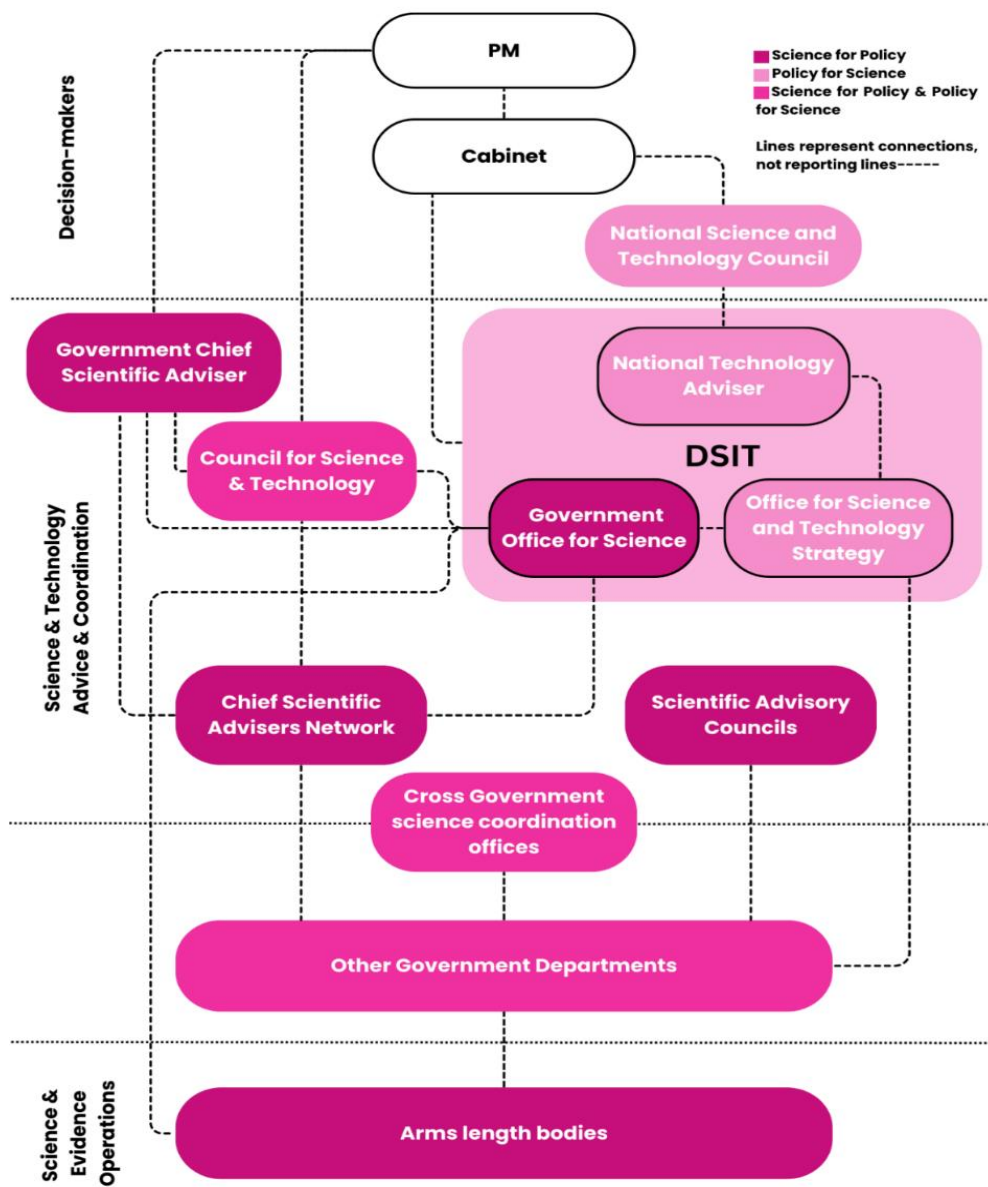 PM
Science for Policy
Policy for Science
Science for Policy & Policy
for Science
Lines represent connections,
not reporting lines-----
Decision-makers
Cabinet
National Science and
Technology Council
Government Chief
Scientific Adviser
National Technology
Adviser
Council for Science
& Technology
DSIT
Government
Office for Science
Office for Science
and Technology
Strategy
Science & Technology
Advice & Coordination
Chief Scientific
Advisers Network
Scientific Advisory
Councils
Cross Government
science coordination
offices
Other Government Departments
Science &
Evidence
Operations
Arms length bodies